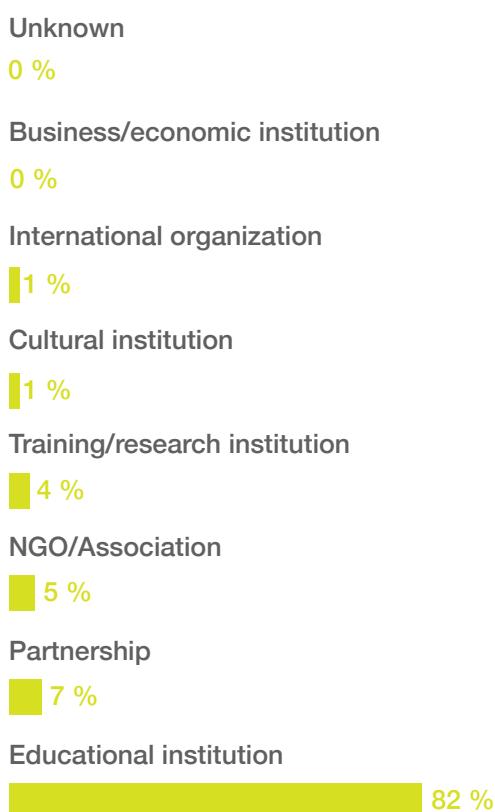 Unknown
0 %
Business/economic institution
0 %
International organization
1 %
Cultural institution
1 %
Training/research institution
4 %
NGO/Association
5 %
Partnership
7 %
Educational institution
82 %